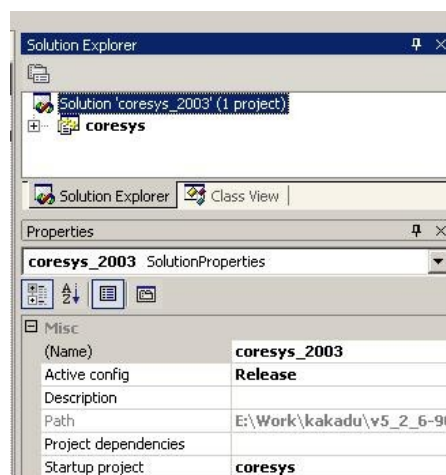 Solution Explorer
Solution 'coresys_2003' (1 project)
coresys
Solution Explorer
Class View
Properties
coresys_2003 SolutionProperties
Misc
(Name) coresys_2003
Active config Release
Description
Path E:\Work\kakadu\v5_2_6-9
Project dependencies
Startup project coresys